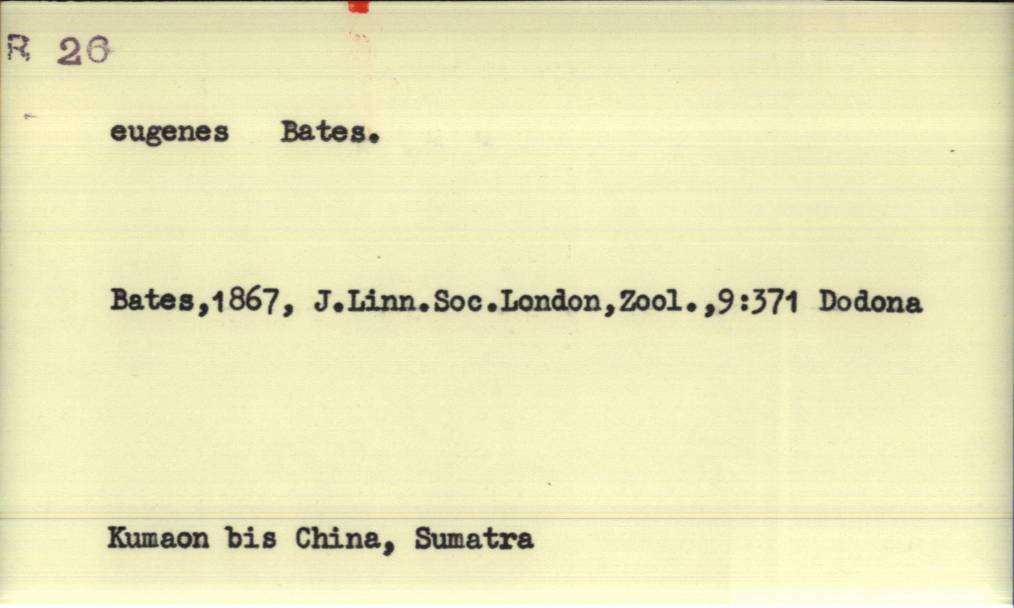 R 26
eugenes Bates.
Bates,1867, J.Linn.Soc.London,Zool.,9:371 Dodona
Kumaon bis China, Sumatra